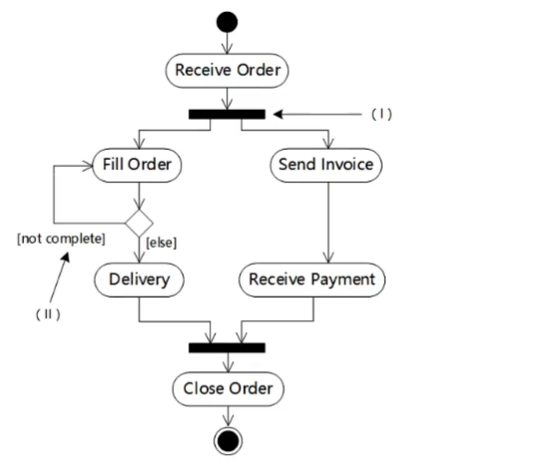 Receive Order
( I )
Fill Order
Send Invoice
[not complete]
[else]
Delivery
Receive Payment
( II )
Close Order